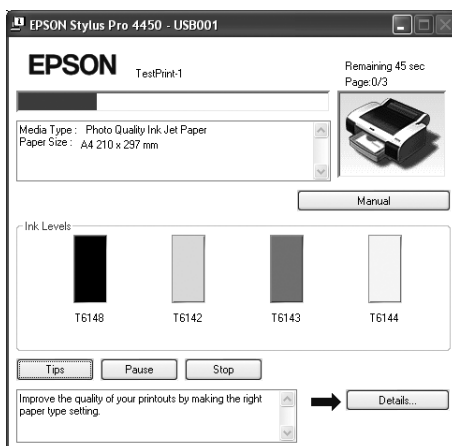 EPSON Stylus Pro 4450 - USB001
EPSON TestPrint-1
Remaining 45 sec
Page:0/3
Media Type : Photo Quality Ink Jet Paper
Paper Size : A4 210 x 297 mm
Manual
Ink Levels
T6148 T6142 T6143 T6144
Tips Pause Stop
Improve the quality of your printouts by making the right
paper type setting.
Details...